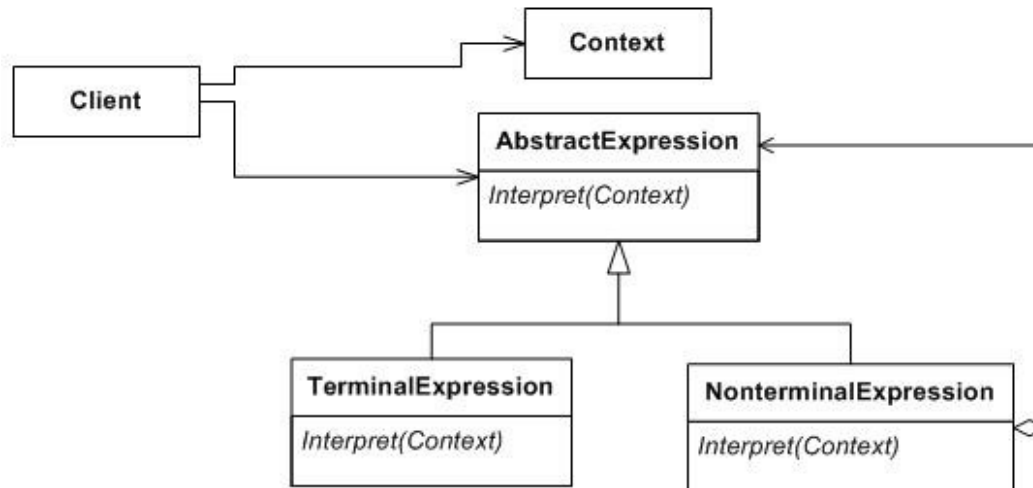 Context
Client
AbstractExpression
Interpret(Context)
TerminalExpression
Interpret(Context)
NonterminalExpression
Interpret(Context)